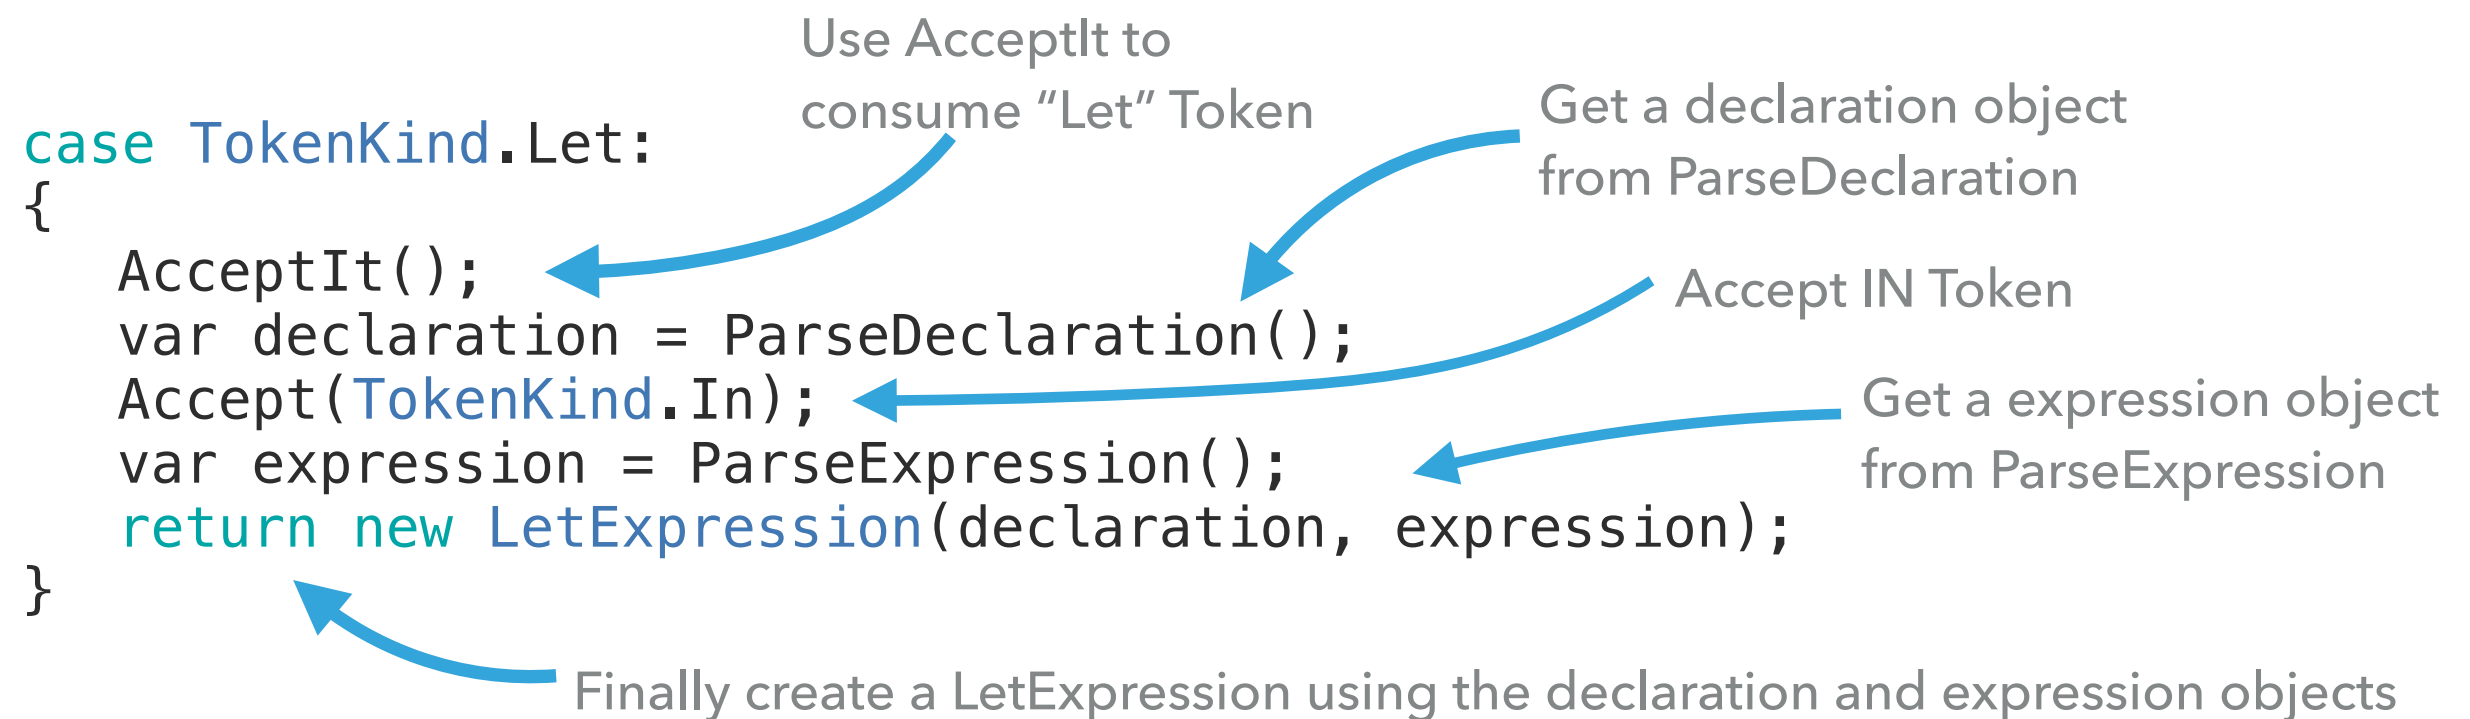 Use AcceptIt to
consume “Let” Token
Get a declaration object
from ParseDeclaration
case TokenKind.Let:
{
AcceptIt();
Accept IN Token
var declaration = ParseDeclaration();
Accept(TokenKind.In);
Get a expression object
from ParseExpression
var expression = ParseExpression();
return new LetExpression(declaration, expression);
}
Finally create a LetExpression using the declaration and expression objects